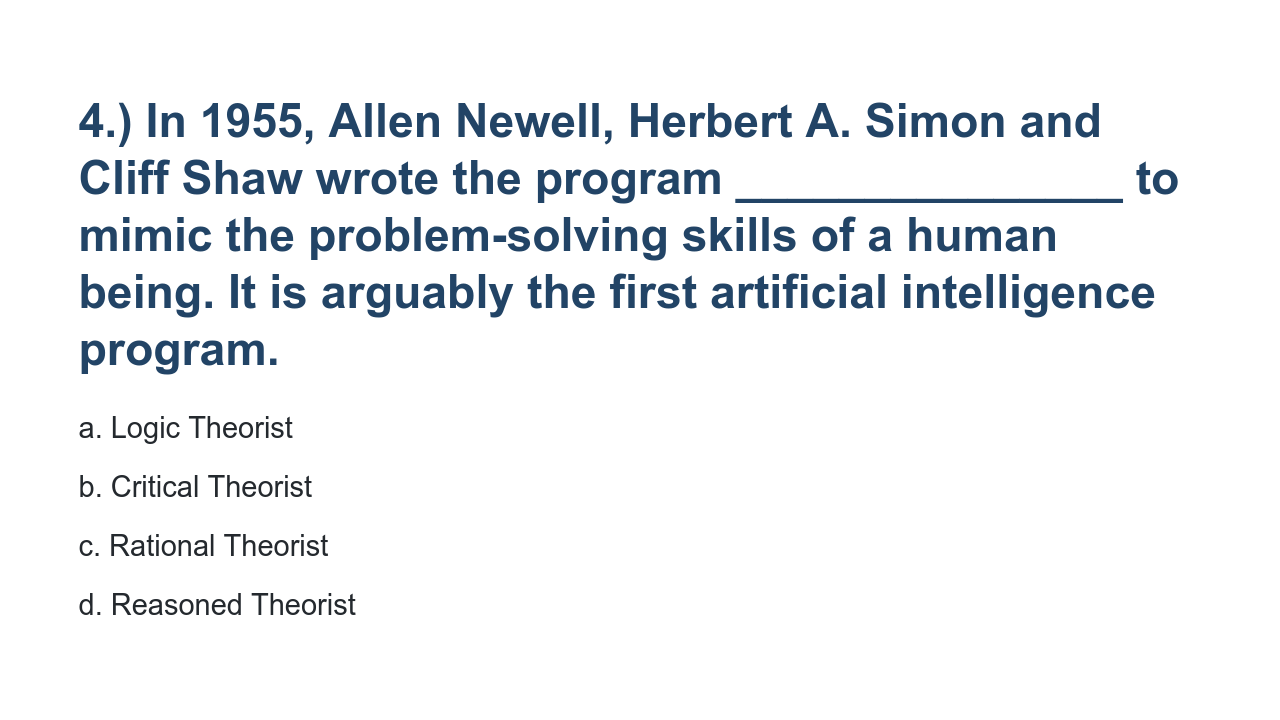 4.) In 1955, Allen Newell, Herbert A. Simon and
Cliff Shaw wrote the program _______________ to
mimic the problem-solving skills of a human
being. It is arguably the first artificial intelligence
program.
a. Logic Theorist
b. Critical Theorist
c. Rational Theorist
d. Reasoned Theorist